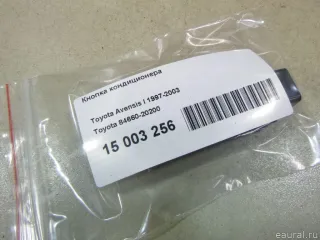 Кнопка кондиционера
Toyota Avensis I 1997-2003
Toyota 84660-20200
15 003 256
eaural.ru